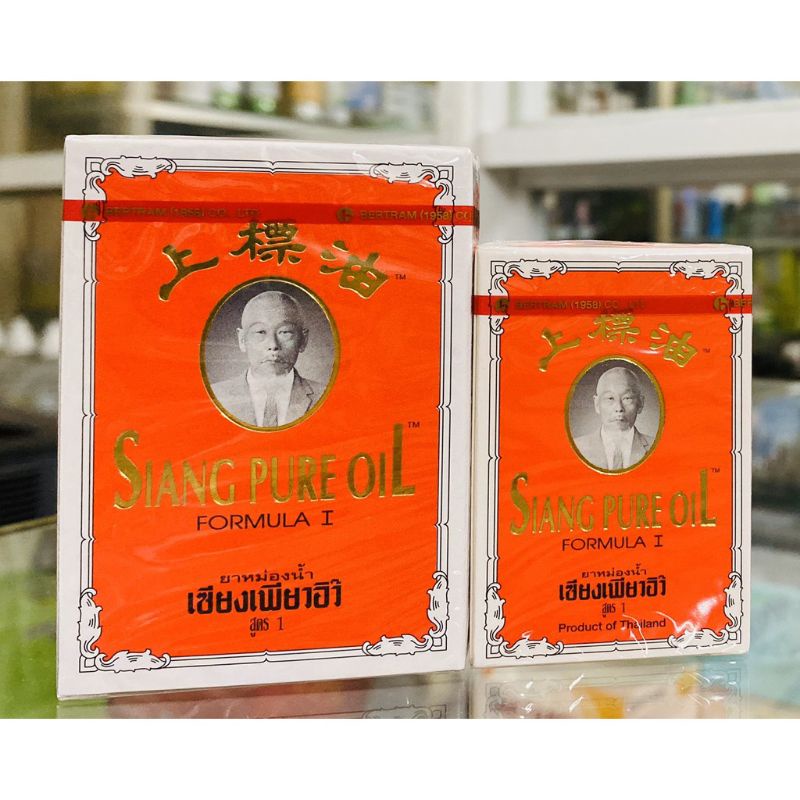 BERTRAM (1958) CO., LTD. BERTRAM (1958) CO
上標油™
SIANG PURE OIL™
FORMULA I
ยาหม่องน้ำ
เซียงเพียวอิ๊ว
สูตร 1
BERTRAM (1958) CO., LTD. BER
上標油™
SIANG PURE OIL™
FORMULA I
ยาหม่องน้ำ
เซียงเพียวอิ๊ว
สูตร 1
Product of Thailand